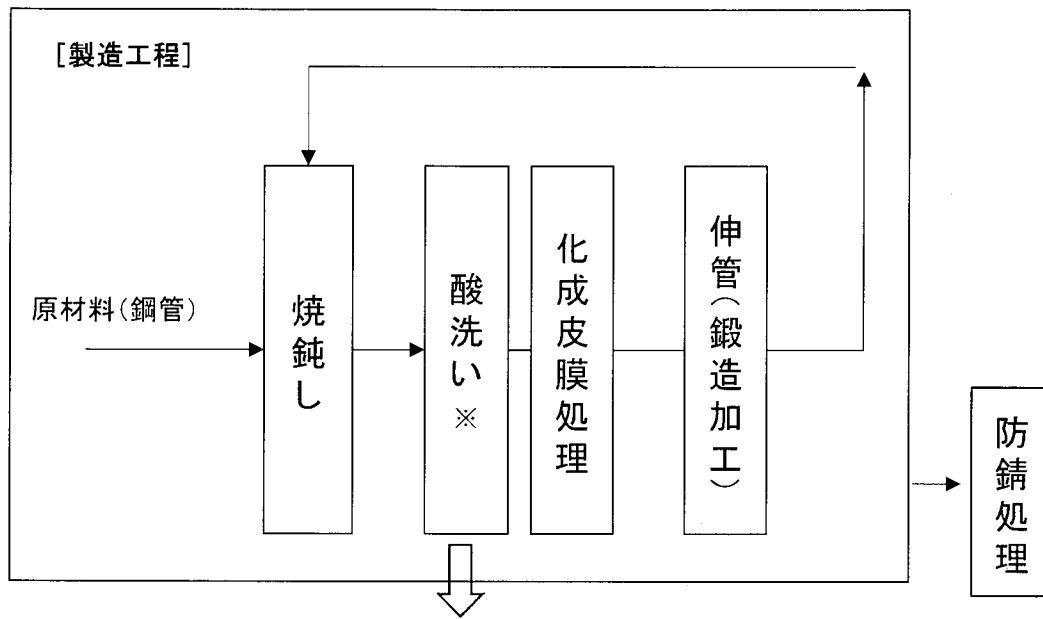 [製造工程]
原材料(鋼管)
焼鈍し
酸洗い※
化成皮膜処理
伸管(鍛造加工)
防錆処理